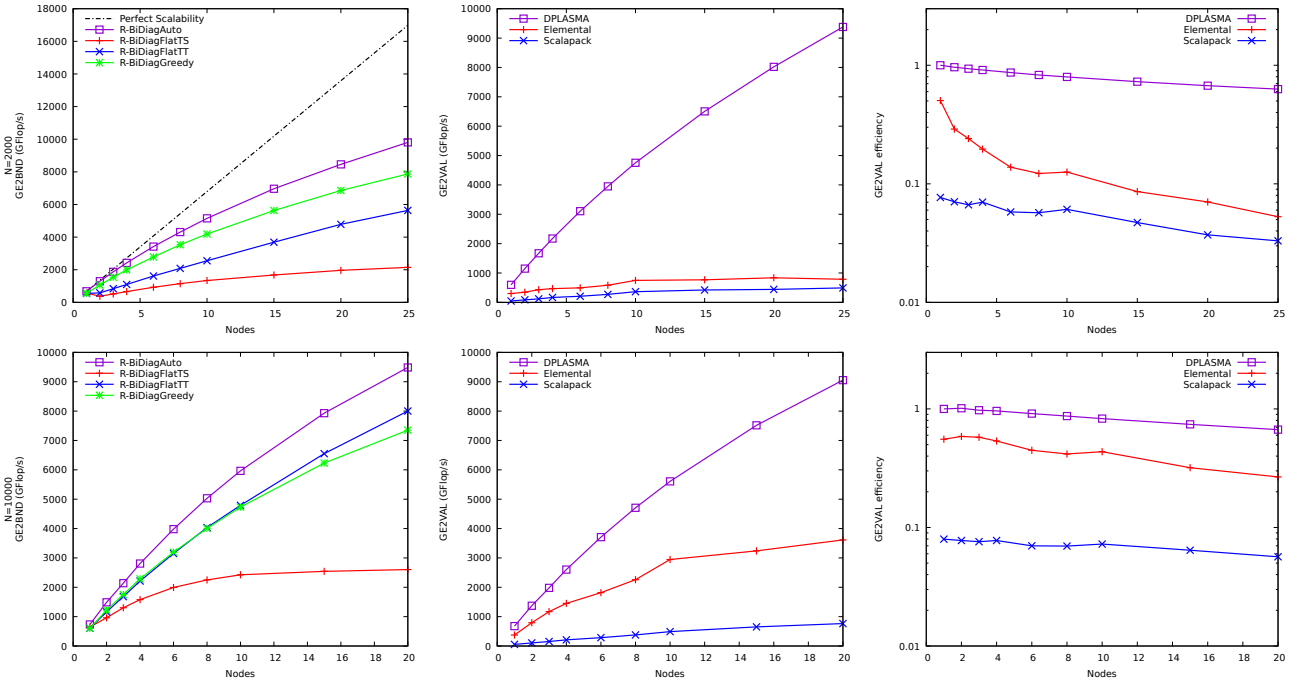 18000
16000
14000
12000
10000
8000
6000
4000
2000
0
0 5 10 15 20 25
Nodes
N=2000
GE2BND (GFlop/s)
Perfect Scalability
R-BiDiagAuto
R-BiDiagFlatTS
R-BiDiagFlatTT
R-BiDiagGreedy
10000
9000
8000
7000
6000
5000
4000
3000
2000
1000
0
0 5 10 15 20 25
Nodes
GE2VAL (GFlop/s)
DPLASMA
Elemental
Scalapack
1
0.1
0.01
0 5 10 15 20 25
Nodes
GE2VAL efficiency
DPLASMA
Elemental
Scalapack
10000
9000
8000
7000
6000
5000
4000
3000
2000
1000
0
0 2 4 6 8 10 12 14 16 18 20
Nodes
N=10000
GE2BND (GFlop/s)
R-BiDiagAuto
R-BiDiagFlatTS
R-BiDiagFlatTT
R-BiDiagGreedy
10000
9000
8000
7000
6000
5000
4000
3000
2000
1000
0
0 2 4 6 8 10 12 14 16 18 20
Nodes
GE2VAL (GFlop/s)
DPLASMA
Elemental
Scalapack
1
0.1
0.01
0 2 4 6 8 10 12 14 16 18 20
Nodes
GE2VAL efficiency
DPLASMA
Elemental
Scalapack